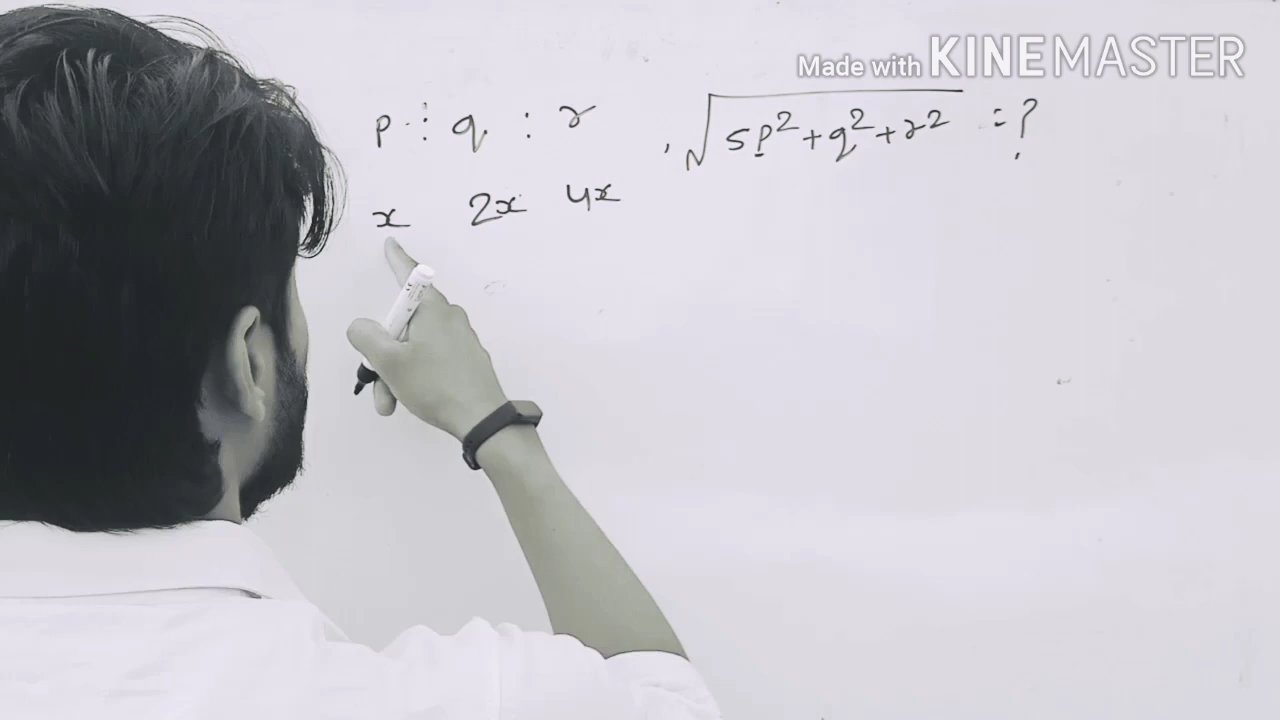 Made with KINEMASTER
p : q : r , √5p²+q²+r² = ?
x 2x 4x